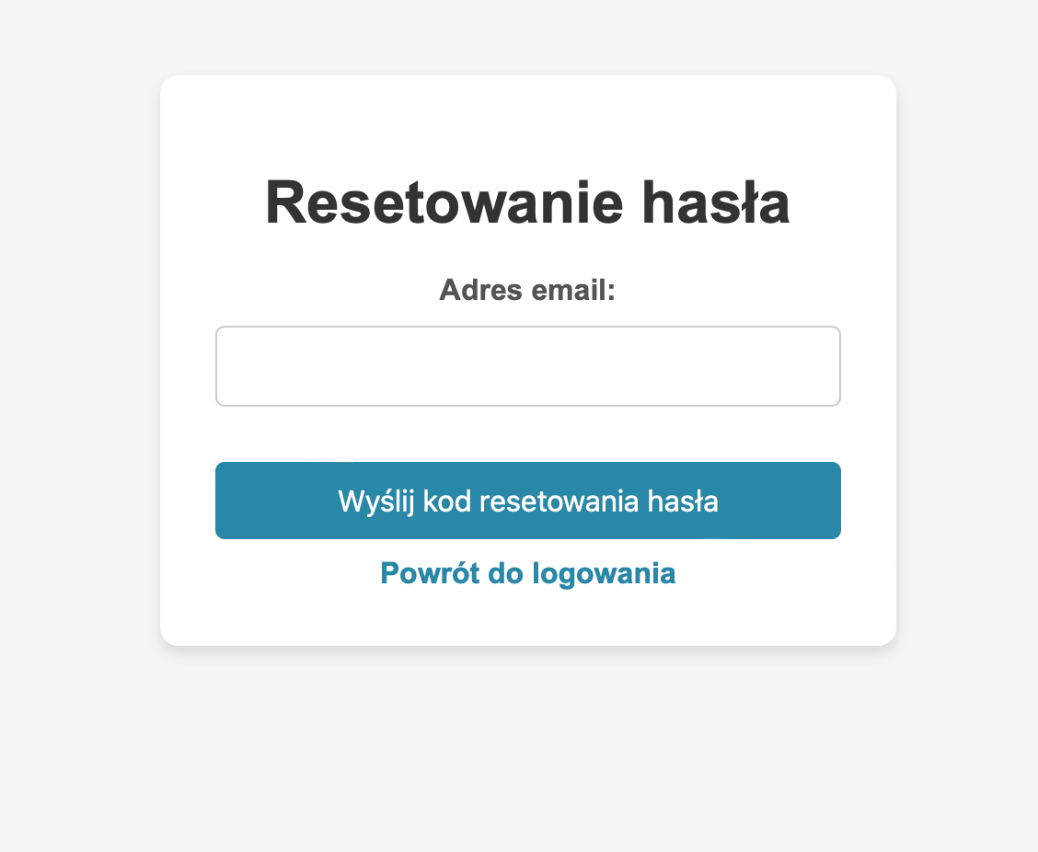 Resetowanie hasła
Adres email:
Wyślij kod resetowania hasła
Powrót do logowania